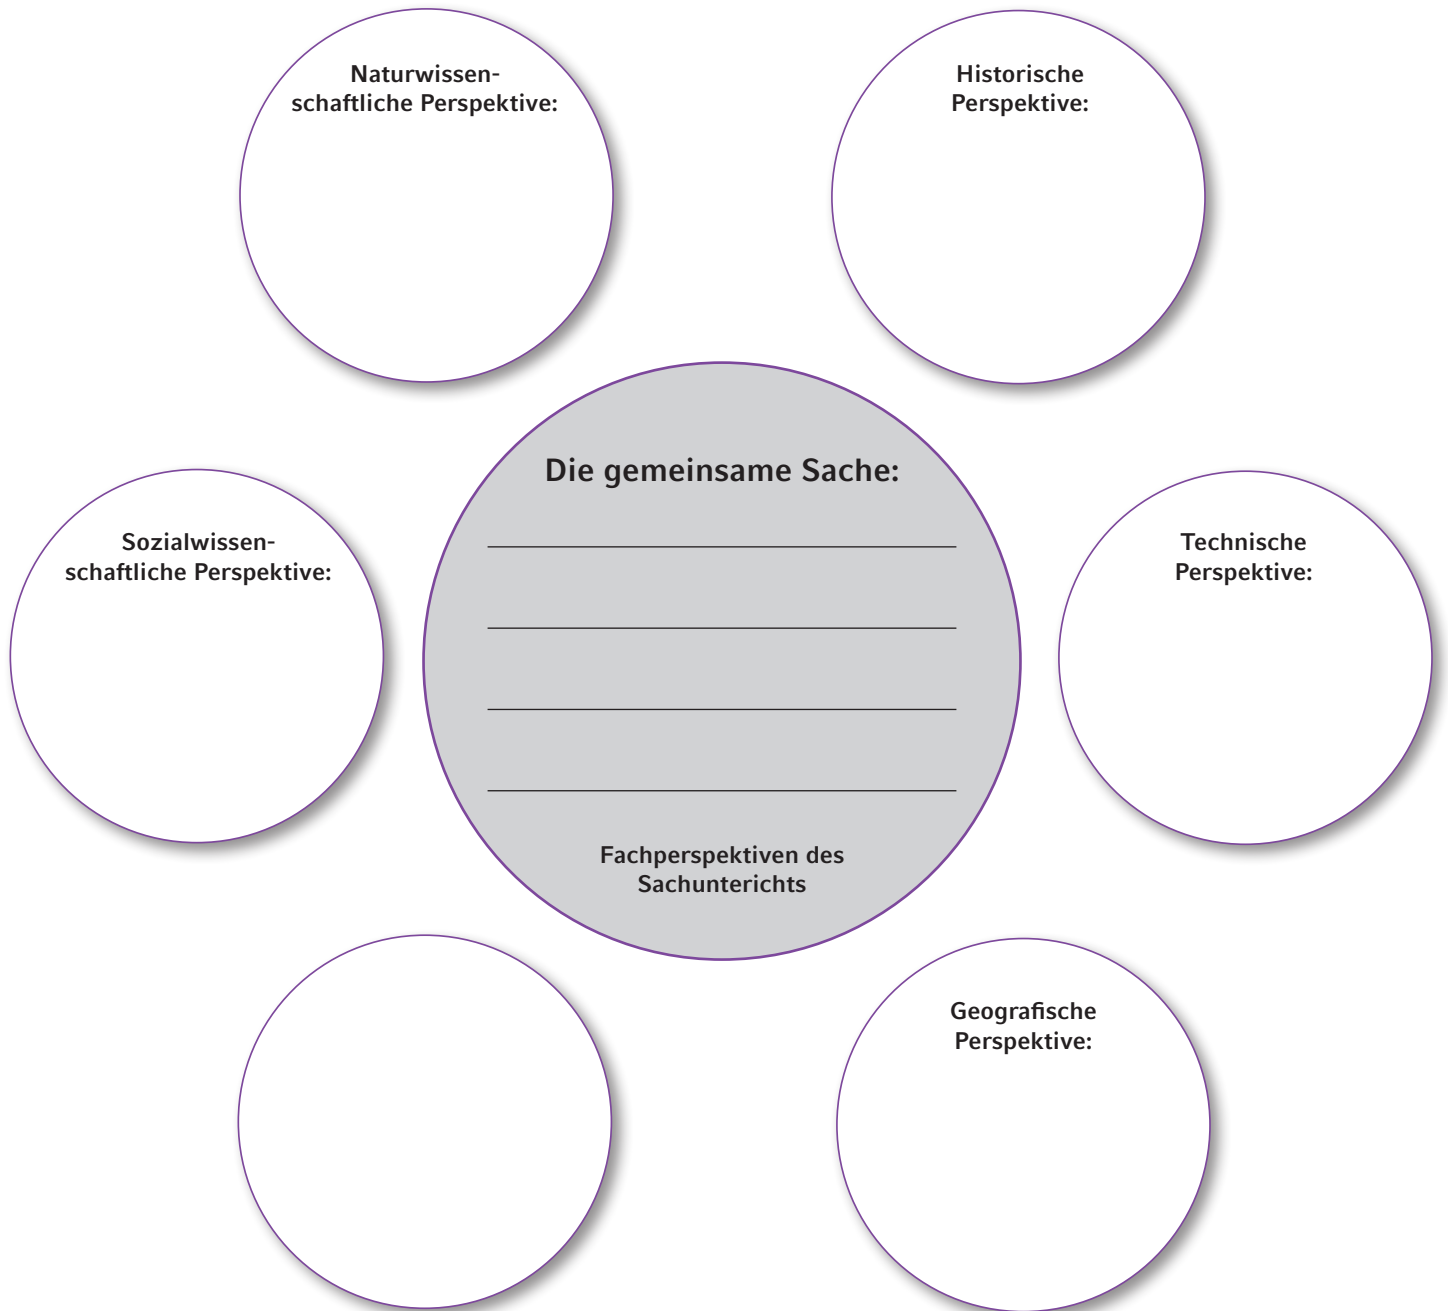 Naturwissen-
schaftliche Perspektive:
Historische
Perspektive:
Die gemeinsame Sache:
Sozialwissen-
schaftliche Perspektive:
Technische
Perspektive:
Fachperspektiven des
Sachunterichts
Geografische
Perspektive: